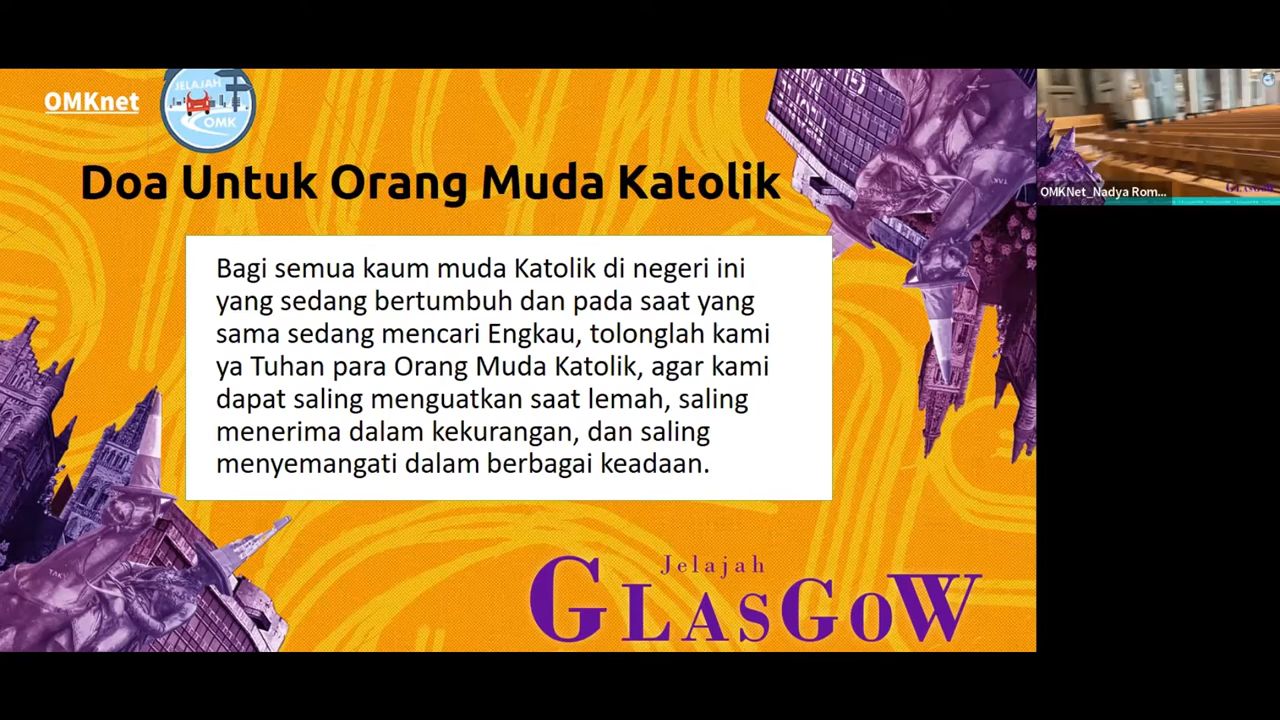 OMKnet
JELAJAH
OMK
Doa Untuk Orang Muda Katolik
Bagi semua kaum muda Katolik di negeri ini
yang sedang bertumbuh dan pada saat yang
sama sedang mencari Engkau, tolonglah kami
ya Tuhan para Orang Muda Katolik, agar kami
dapat saling menguatkan saat lemah, saling
menerima dalam kekurangan, dan saling
menyemangati dalam berbagai keadaan.
Jelajah
GLASGOW
OMKNet_Nadya Rom...